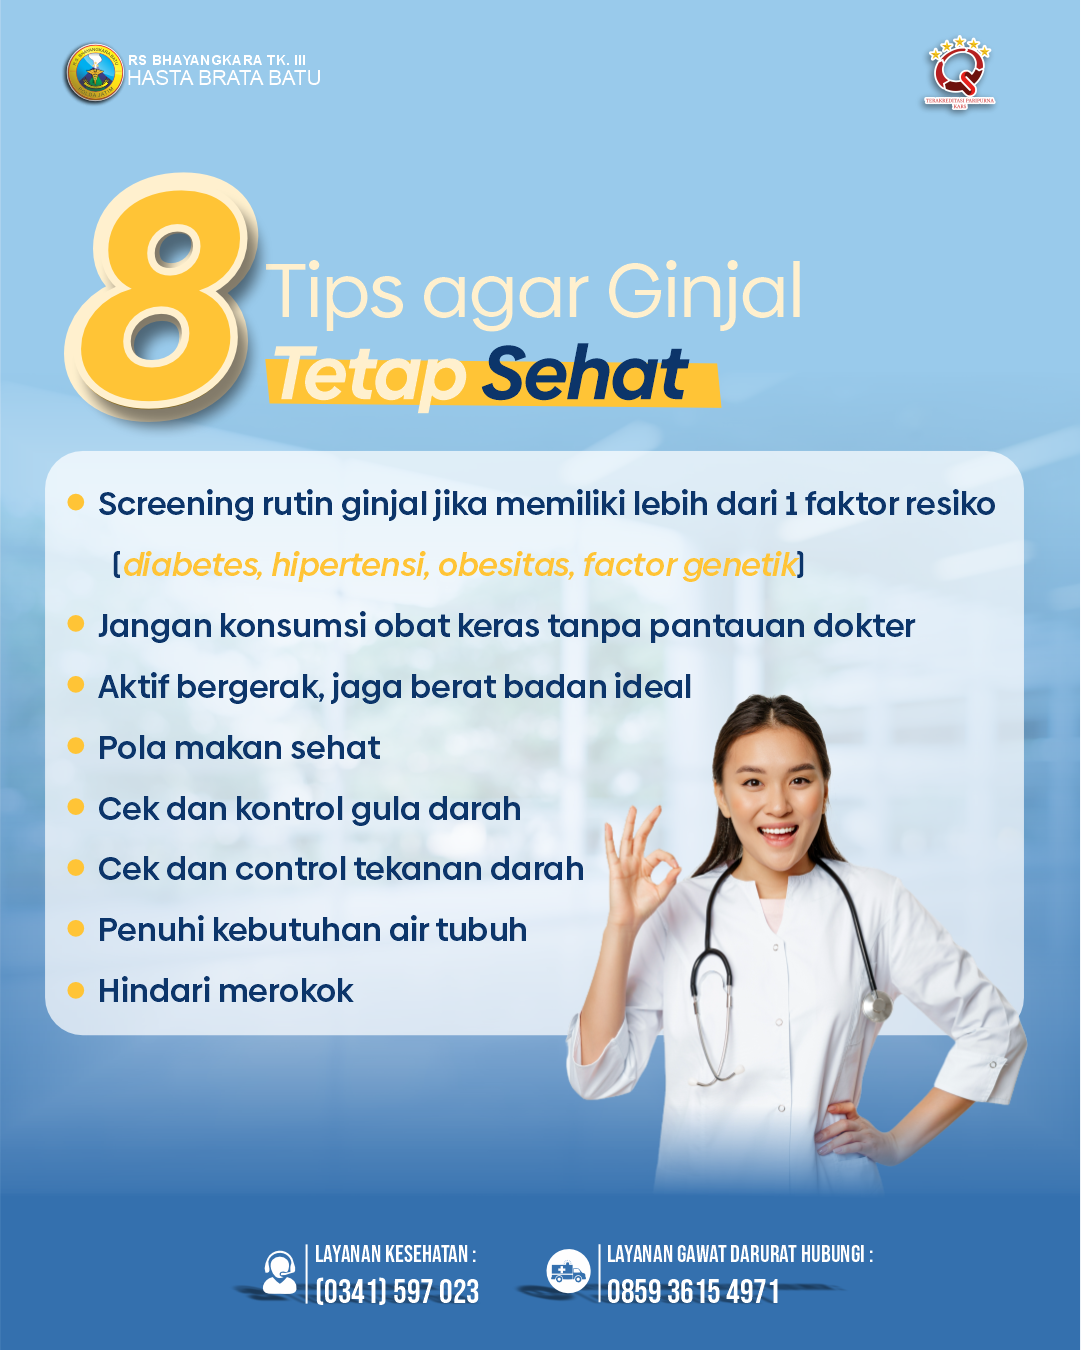 RS BHAYANGKARA TK. III
HASTA BRATA BATU
TERAKREDITASI PARIPURNA
KARS
8 Tips agar Ginjal
Tetap Sehat
Screening rutin ginjal jika memiliki lebih dari 1 faktor resiko
(diabetes, hipertensi, obesitas, factor genetik)
Jangan konsumsi obat keras tanpa pantauan dokter
Aktif bergerak, jaga berat badan ideal
Pola makan sehat
Cek dan kontrol gula darah
Cek dan control tekanan darah
Penuhi kebutuhan air tubuh
Hindari merokok
LAYANAN KESEHATAN :
(0341) 597 023
LAYANAN GAWAT DARURAT HUBUNGI :
0859 3615 4971